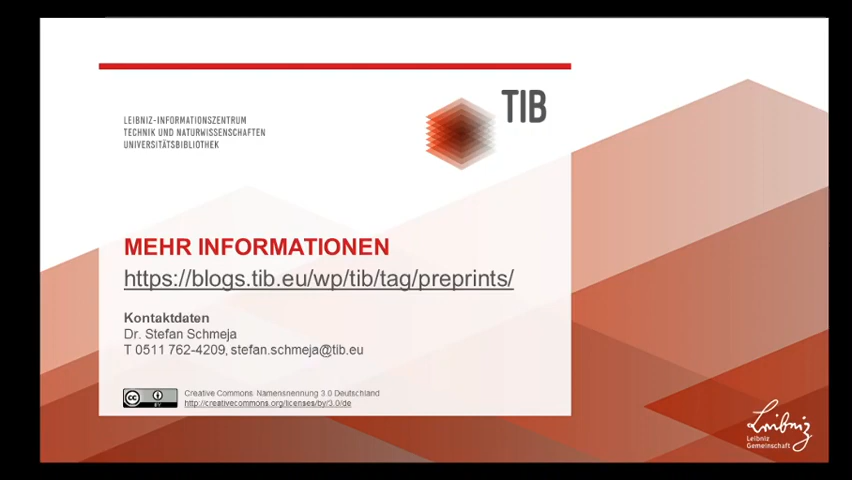 TIB
LEIBNIZ-INFORMATIONSZENTRUM
TECHNIK UND NATURWISSENSCHAFTEN
UNIVERSITÄTSBIBLIOTHEK
MEHR INFORMATIONEN
https://blogs.tib.eu/wp/tib/tag/preprints/
Kontaktdaten
Dr. Stefan Schmeja
T 0511 762-4209, stefan.schmeja@tib.eu
cc BY
Creative Commons Namensnennung 3.0 Deutschland
http://creativecommons.org/licenses/by/3.0/de
Leibniz
Leibniz
Gemeinschaft